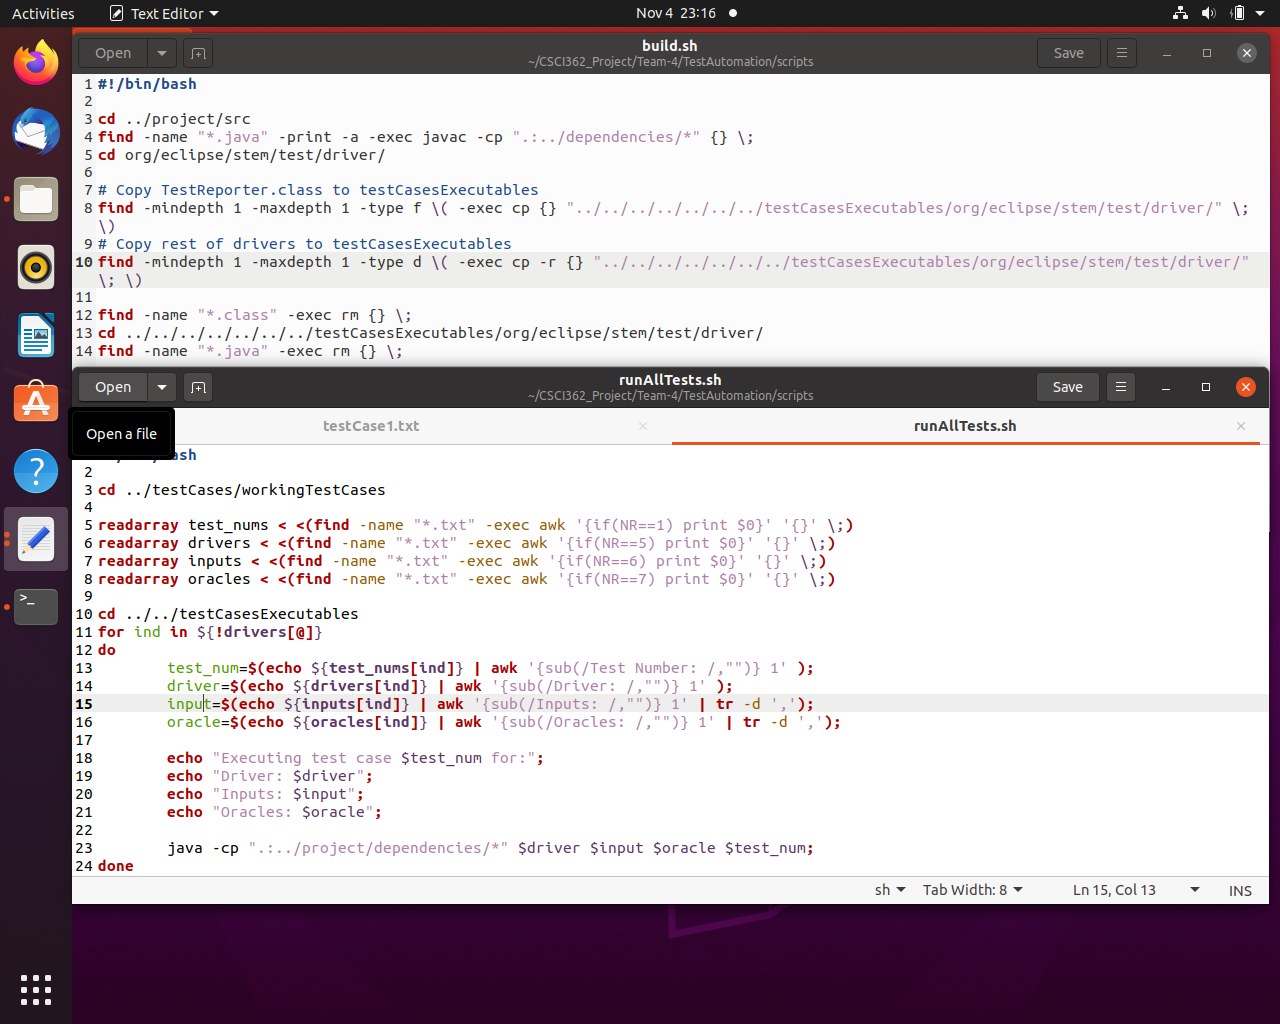 Activities Text Editor Nov 4 23:16
Open build.sh Save
~/CSCI362_Project/Team-4/TestAutomation/scripts
1 #!/bin/bash
2
3 cd ../project/src
4 find -name "*.java" -print -a -exec javac -cp ".:../dependencies/*" {} \;
5 cd org/eclipse/stem/test/driver/
6
7 # Copy TestReporter.class to testCasesExecutables
8 find -mindepth 1 -maxdepth 1 -type f \( -exec cp {} "../../../../../../../testCasesExecutables/org/eclipse/stem/test/driver/" \;
\)
9 # Copy rest of drivers to testCasesExecutables
10 find -mindepth 1 -maxdepth 1 -type d \( -exec cp -r {} "../../../../../../../testCasesExecutables/org/eclipse/stem/test/driver/"
\; \)
11
12 find -name "*.class" -exec rm {} \;
13 cd ../../../../../../../testCasesExecutables/org/eclipse/stem/test/driver/
14 find -name "*.java" -exec rm {} \;
Open runAllTests.sh Save
~/CSCI362_Project/Team-4/TestAutomation/scripts
Open a file
testCase1.txt runAllTests.sh
bash
2
3 cd ../testCases/workingTestCases
4
5 readarray test_nums < <(find -name "*.txt" -exec awk '{if(NR==1) print $0}' '{}' \;)
6 readarray drivers < <(find -name "*.txt" -exec awk '{if(NR==5) print $0}' '{}' \;)
7 readarray inputs < <(find -name "*.txt" -exec awk '{if(NR==6) print $0}' '{}' \;)
8 readarray oracles < <(find -name "*.txt" -exec awk '{if(NR==7) print $0}' '{}' \;)
9
10 cd ../../testCasesExecutables
11 for ind in ${!drivers[@]}
12 do
13 test_num=$(echo ${test_nums[ind]} | awk '{sub(/Test Number: /,"")} 1' );
14 driver=$(echo ${drivers[ind]} | awk '{sub(/Driver: /,"")} 1' );
15 input=$(echo ${inputs[ind]} | awk '{sub(/Inputs: /,"")} 1' | tr -d ',');
16 oracle=$(echo ${oracles[ind]} | awk '{sub(/Oracles: /,"")} 1' | tr -d ',');
17
18 echo "Executing test case $test_num for:";
19 echo "Driver: $driver";
20 echo "Inputs: $input";
21 echo "Oracles: $oracle";
22
23 java -cp ".:../project/dependencies/*" $driver $input $oracle $test_num;
24 done
sh Tab Width: 8 Ln 15, Col 13 INS